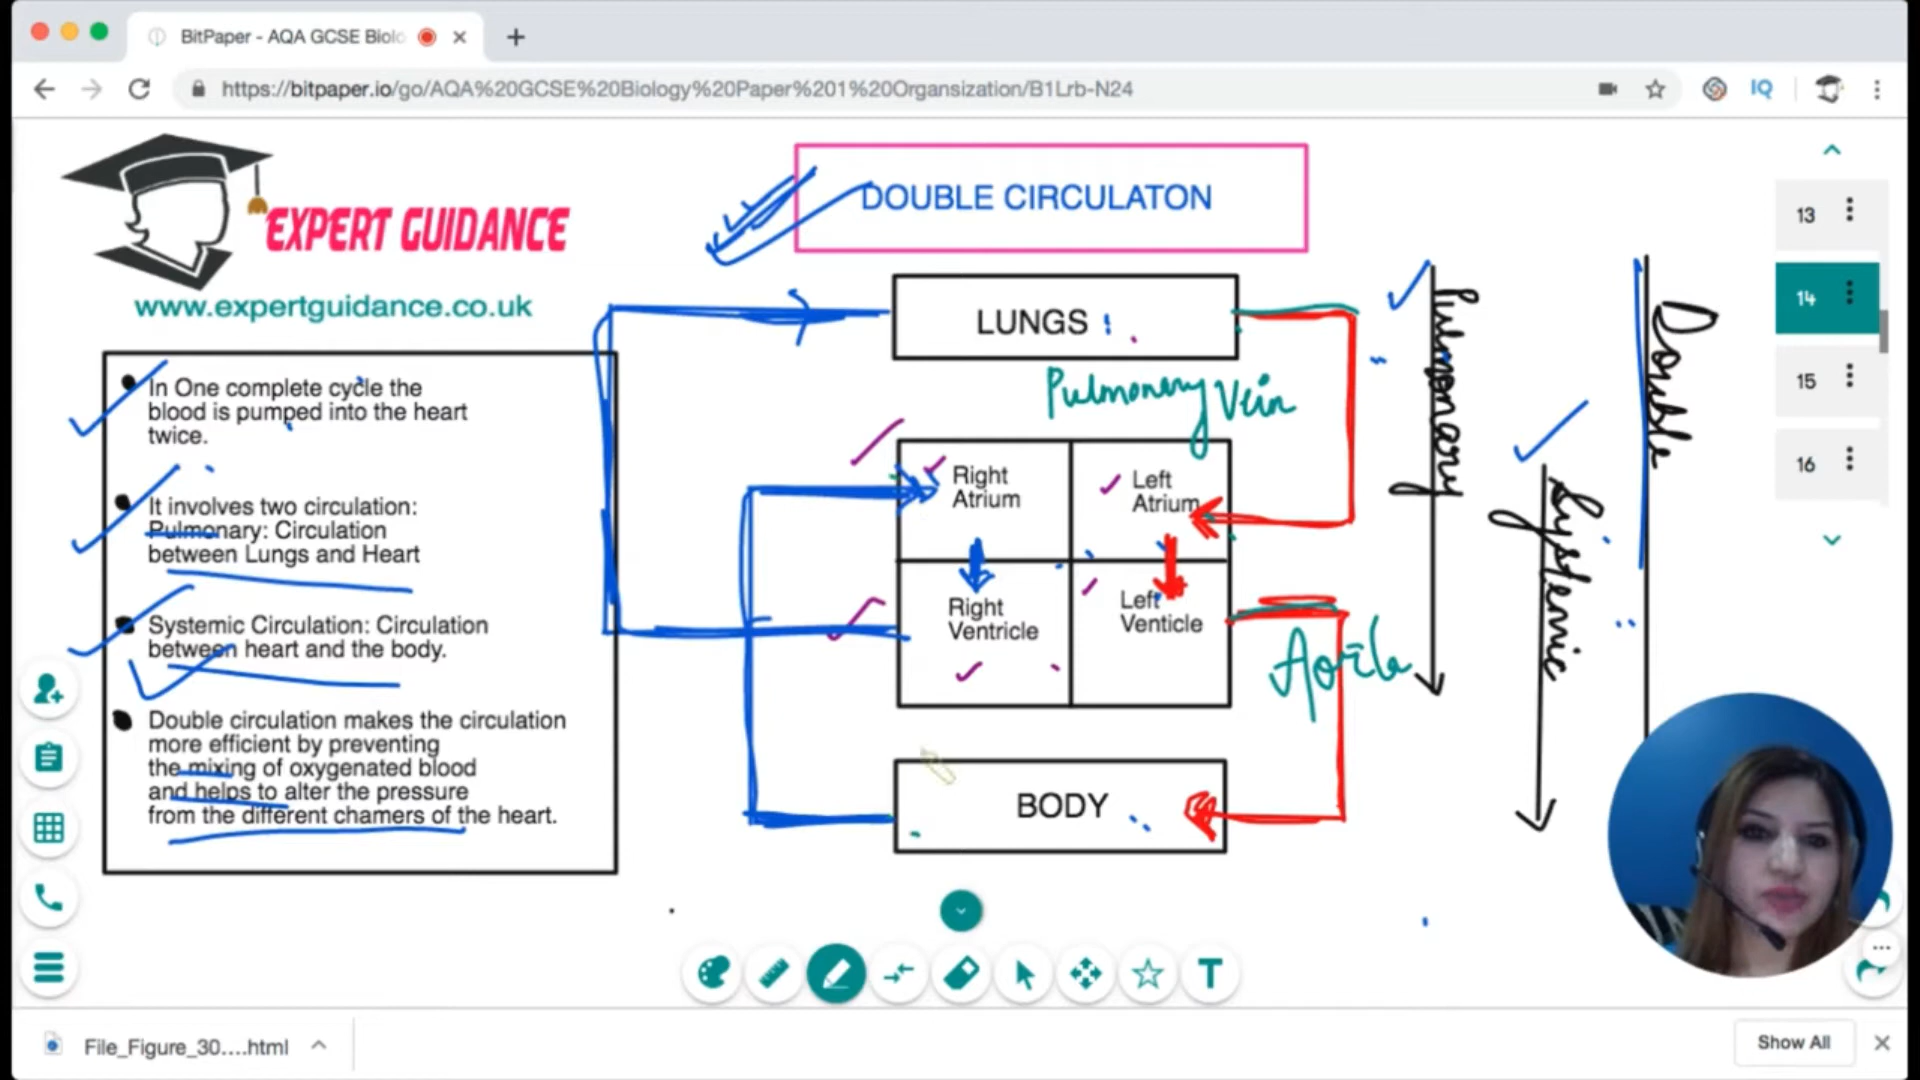 BitPaper - AQA GCSE Biolo
https://bitpaper.io/go/AQA%20GCSE%20Biology%20Paper%201%20Organsization/B1Lrb-N24
IQ
EXPERT GUIDANCE
www.expertguidance.co.uk
DOUBLE CIRCULATON
In One complete cycle the
blood is pumped into the heart
twice.
It involves two circulation:
Pulmonary: Circulation
between Lungs and Heart
Systemic Circulation: Circulation
between heart and the body.
Double circulation makes the circulation
more efficient by preventing
the mixing of oxygenated blood
and helps to alter the pressure
from the different chamers of the heart.
LUNGS
Pulmonary Vein
Right
Atrium
Left
Atrium
Right
Ventricle
Left
Venticle
Aorta
BODY
Pulmonary
Systemic
Double
13
14
15
16
T
File_Figure_30....html
Show All